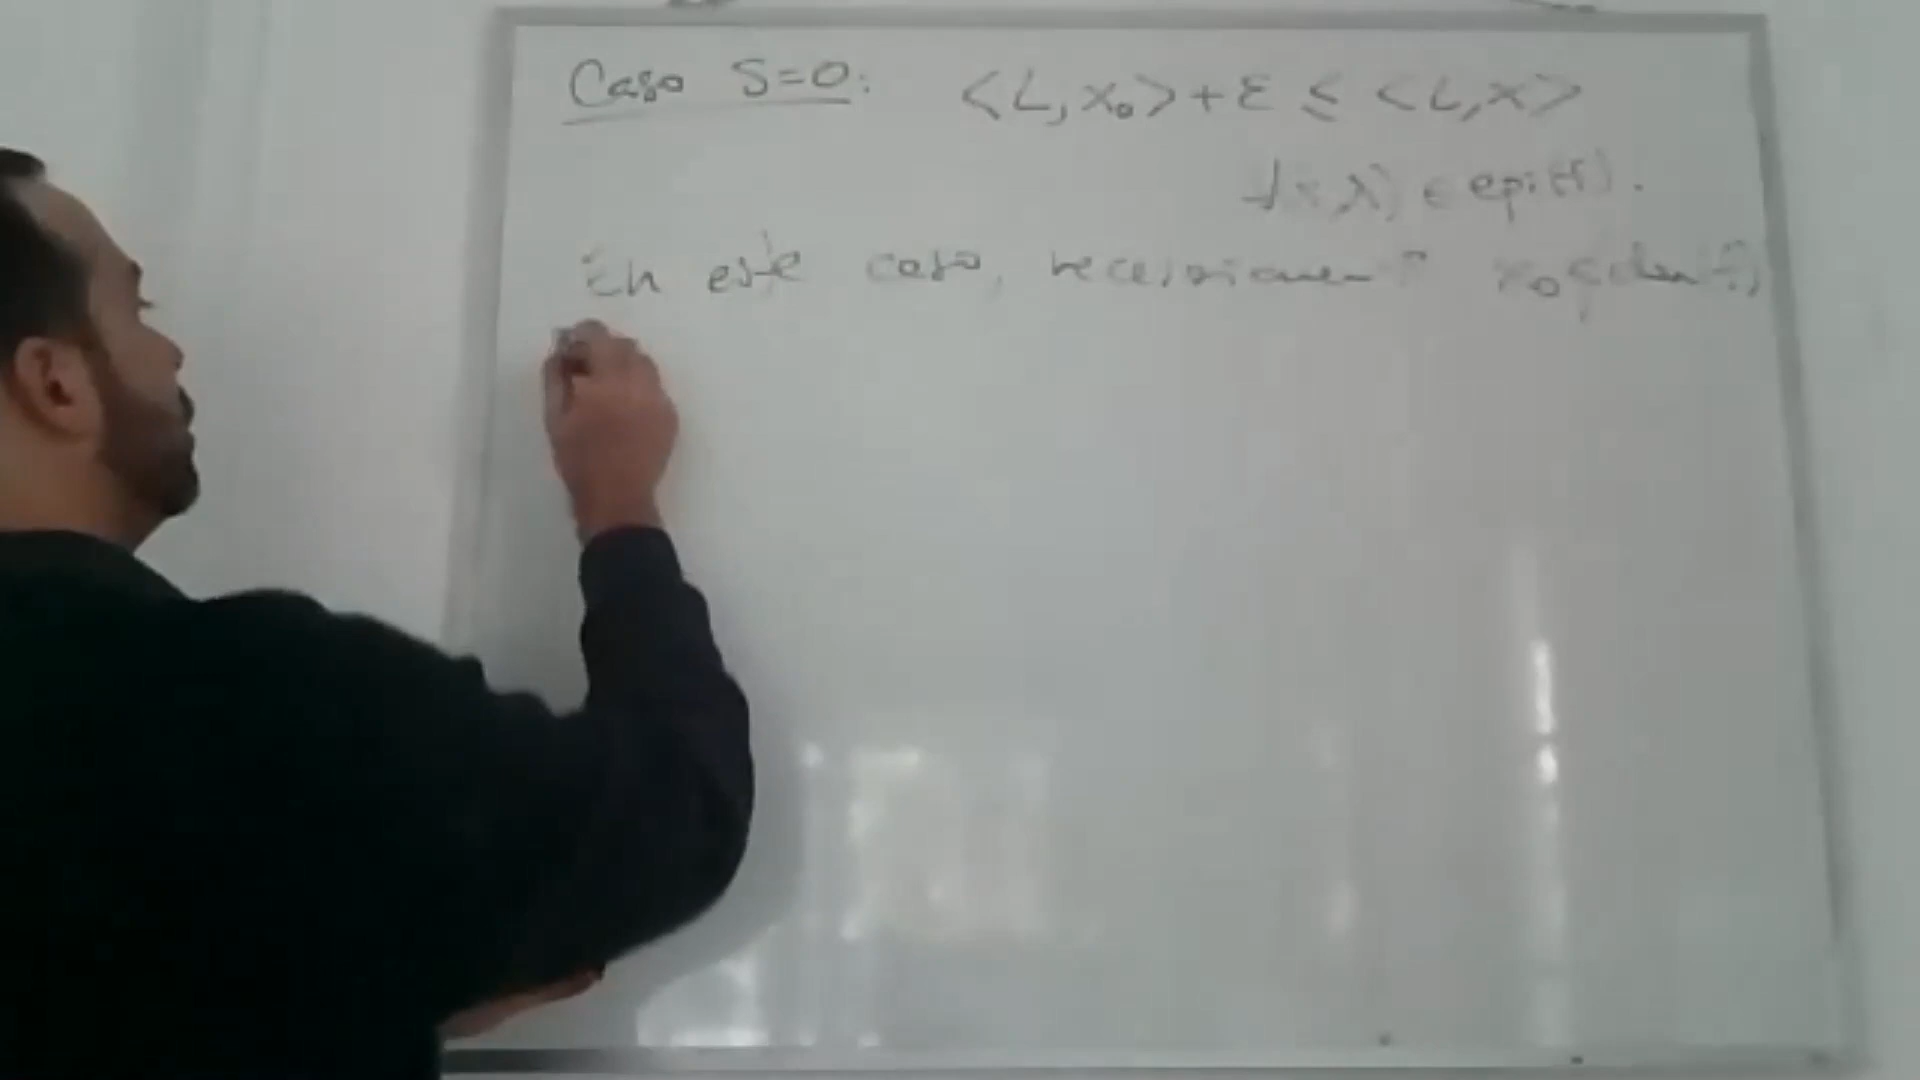 Caso S=0: <L,x₀>+ε ≤ <L,x>
∀(x,λ) ∈ epi(f).
En este caso, necesariamente x₀∉dom(f)